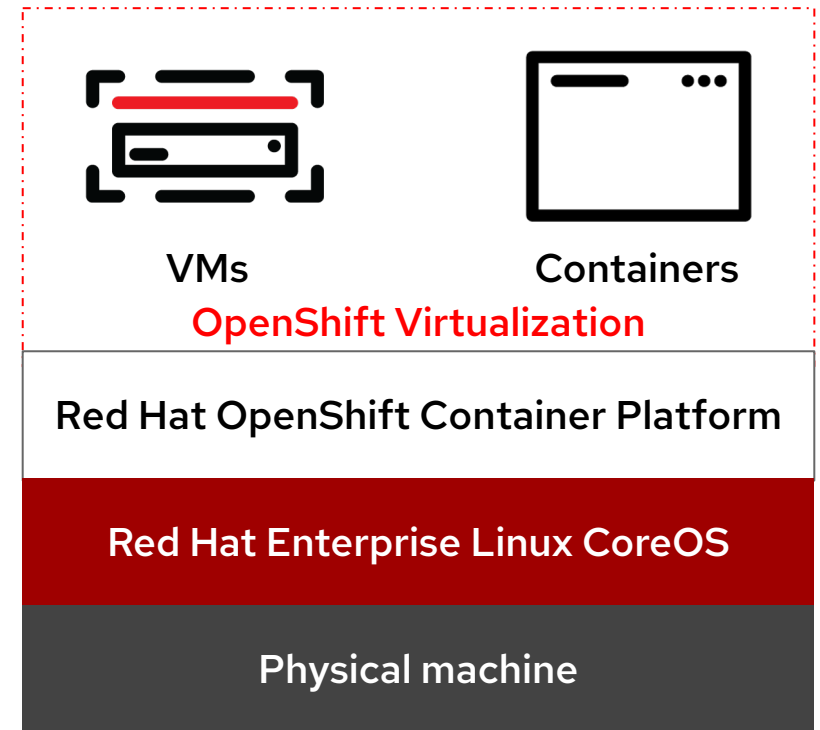 VMs
Containers
OpenShift Virtualization
Red Hat OpenShift Container Platform
Red Hat Enterprise Linux CoreOS
Physical machine